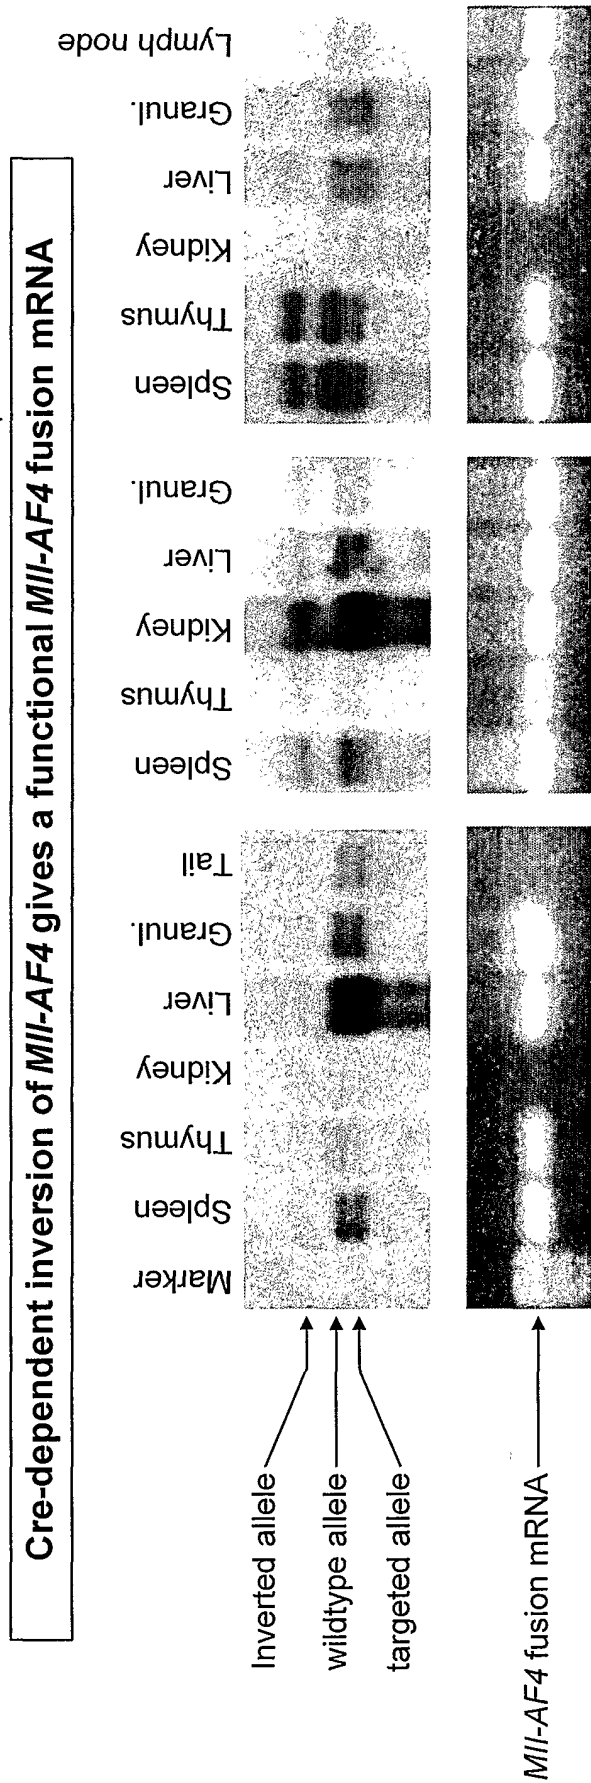 Cre-dependent inversion of Mll-AF4 gives a functional Mll-AF4 fusion mRNA
Marker
Spleen
Thymus
Kidney
Liver
Granul.
Tail
Spleen
Thymus
Kidney
Liver
Granul.
Spleen
Thymus
Kidney
Liver
Granul.
Lymph node
Inverted allele
wildtype allele
targeted allele
Mll-AF4 fusion mRNA